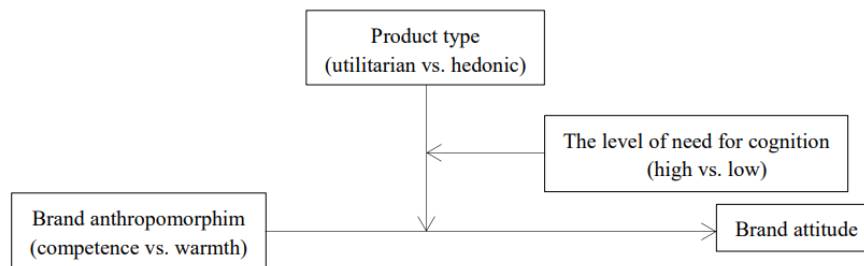 Product type
(utilitarian vs. hedonic)
The level of need for cognition
(high vs. low)
Brand anthropomorphim
(competence vs. warmth)
Brand attitude